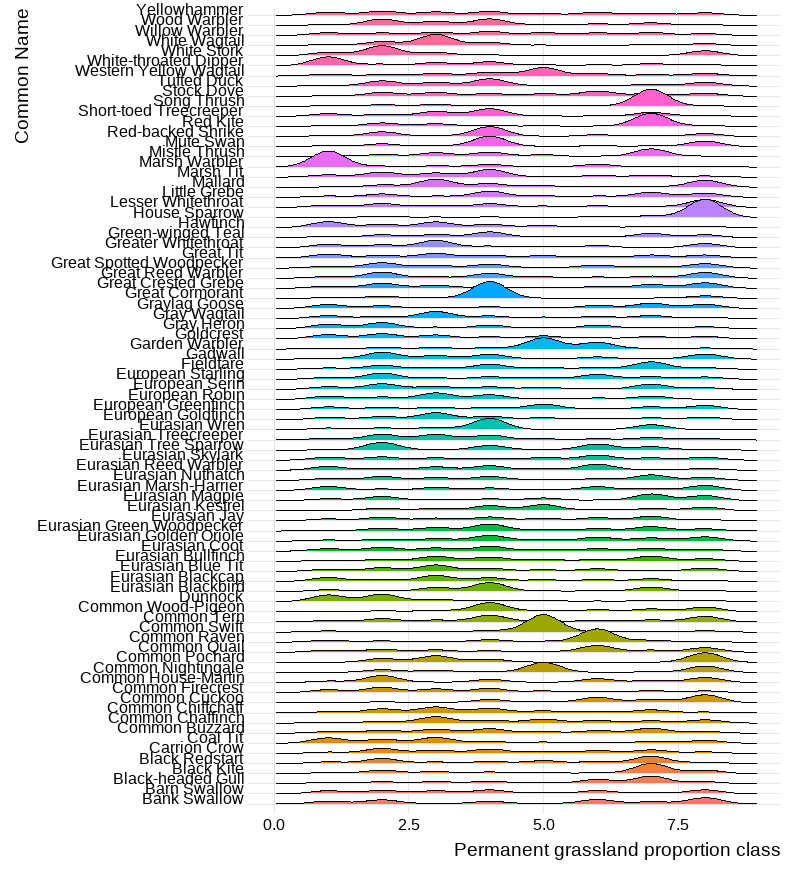 Common Name
Yellowhammer
Wood Warbler
Willow Warbler
White Wagtail
White Stork
White-throated Dipper
Western Yellow Wagtail
Tufted Duck
Stock Dove
Song Thrush
Short-toed Treecreeper
Red Kite
Red-backed Shrike
Mute Swan
Mistle Thrush
Marsh Warbler
Marsh Tit
Mallard
Little Grebe
Lesser Whitethroat
House Sparrow
Hawfinch
Green-winged Teal
Greater Whitethroat
Great Tit
Great Spotted Woodpecker
Great Reed Warbler
Great Crested Grebe
Great Cormorant
Graylag Goose
Gray Wagtail
Gray Heron
Goldcrest
Garden Warbler
Gadwall
Fieldfare
European Starling
European Serin
European Robin
European Greenfinch
European Goldfinch
Eurasian Wren
Eurasian Treecreeper
Eurasian Tree Sparrow
Eurasian Skylark
Eurasian Reed Warbler
Eurasian Nuthatch
Eurasian Marsh-Harrier
Eurasian Magpie
Eurasian Kestrel
Eurasian Jay
Eurasian Green Woodpecker
Eurasian Golden Oriole
Eurasian Coot
Eurasian Bullfinch
Eurasian Blue Tit
Eurasian Blackcap
Eurasian Blackbird
Dunnock
Common Wood-Pigeon
Common Tern
Common Swift
Common Raven
Common Quail
Common Pochard
Common Nightingale
Common House-Martin
Common Firecrest
Common Cuckoo
Common Chiffchaff
Common Chaffinch
Common Buzzard
Coal Tit
Carrion Crow
Black Redstart
Black Kite
Black-headed Gull
Barn Swallow
Bank Swallow
0.0 2.5 5.0 7.5
Permanent grassland proportion class